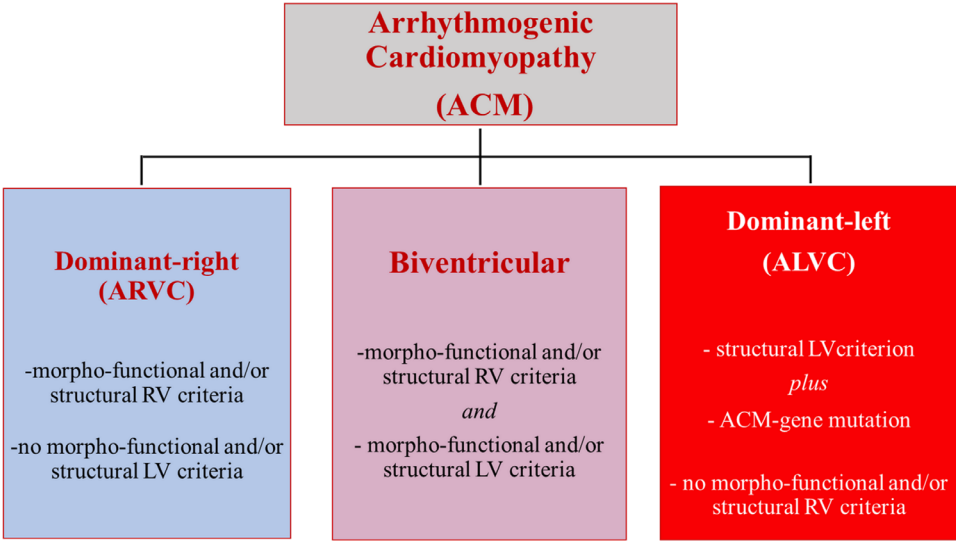 Arrhythmogenic
Cardiomyopathy
(ACM)
Dominant-right
(ARVC)
-morpho-functional and/or
structural RV criteria
-no morpho-functional and/or
structural LV criteria
Biventricular
-morpho-functional and/or
structural RV criteria
and
- morpho-functional and/or
structural LV criteria
Dominant-left
(ALVC)
- structural LVcriterion
plus
- ACM-gene mutation
- no morpho-functional and/or
structural RV criteria